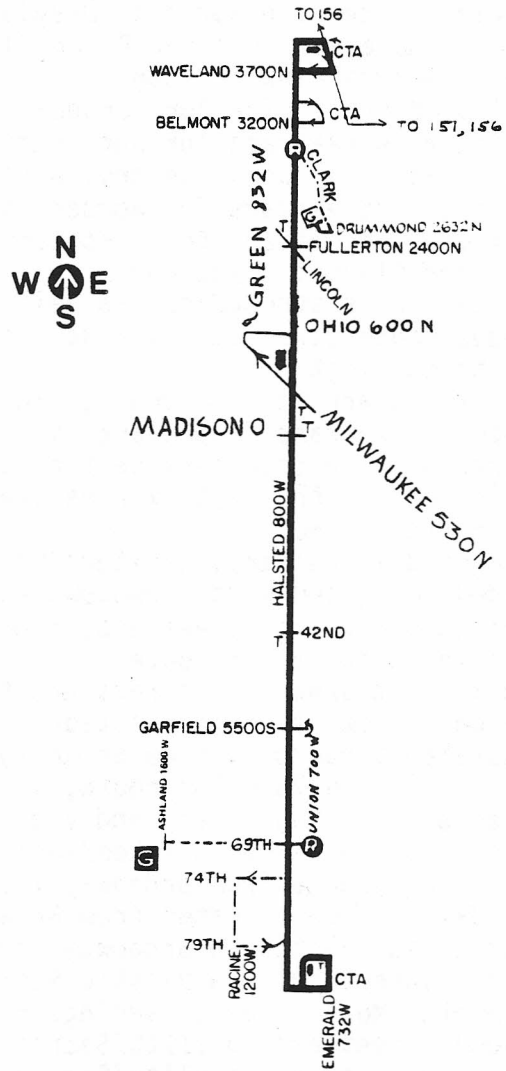 TO 156
CTA
WAVELAND 3700N
CTA
BELMONT 3200N
TO 151, 156
R
CLARK
GREEN 832W
G
DRUMMOND 2632N
T
FULLERTON 2400N
LINCOLN
N
W E
S
OHIO 600 N
T
T
MADISON 0
T
MILWAUKEE 530N
HALSTED 800W
T
42ND
GARFIELD 5500S
UNION 700W
ASHLAND 1600W
69TH
R
G
74TH
79TH
RACINE
1200W
T
CTA
EMERALD
732W